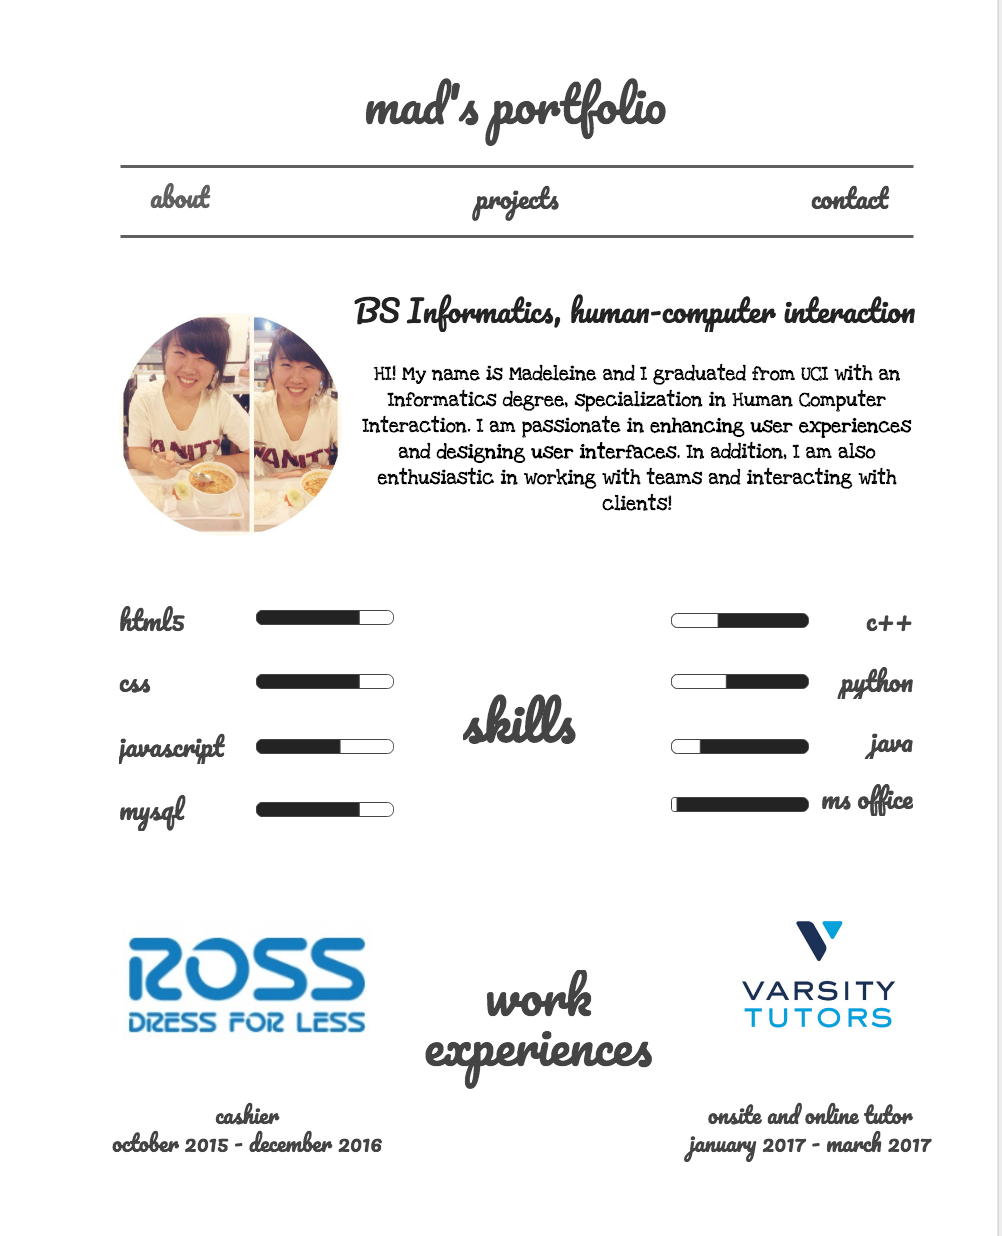 mad's portfolio
about projects contact
BS Informatics, human-computer interaction
HI! My name is Madeleine and I graduated from UCI with an
Informatics degree, specialization in Human Computer
Interaction. I am passionate in enhancing user experiences
and designing user interfaces. In addition, I am also
enthusiastic in working with teams and interacting with
clients!
VANITY
VANITY
html5
css
javascript
mysql
skills
c++
python
java
ms office
ROSS
DRESS FOR LESS
cashier
october 2015 - december 2016
work
experiences
VARSITY
TUTORS
onsite and online tutor
january 2017 - march 2017